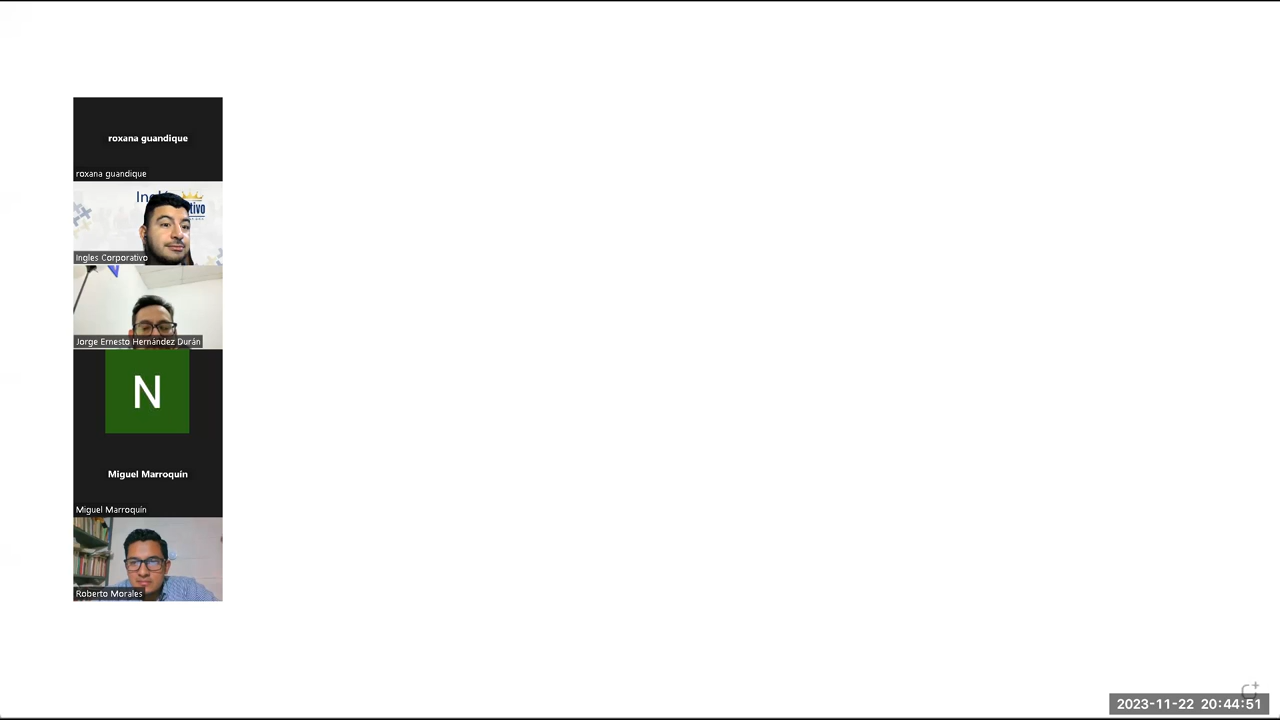 roxana guandique
roxana guandique
tivo
Ingles Corporativo
Jorge Ernesto Hernández Durán
N
Miguel Marroquín
Miguel Marroquín
Roberto Morales
2023-11-22 20:44:51